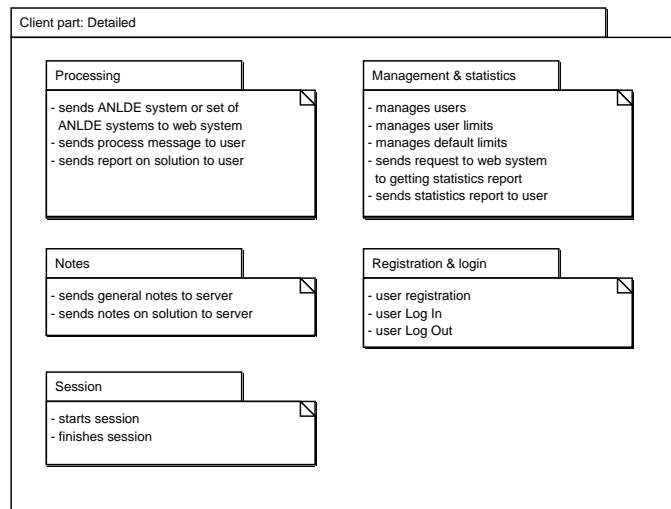 Client part: Detailed
Processing
- sends ANLDE system or set of
ANLDE systems to web system
- sends process message to user
- sends report on solution to user
Management & statistics
- manages users
- manages user limits
- manages default limits
- sends request to web system
to getting statistics report
- sends statistics report to user
Notes
- sends general notes to server
- sends notes on solution to server
Registration & login
- user registration
- user Log In
- user Log Out
Session
- starts session
- finishes session